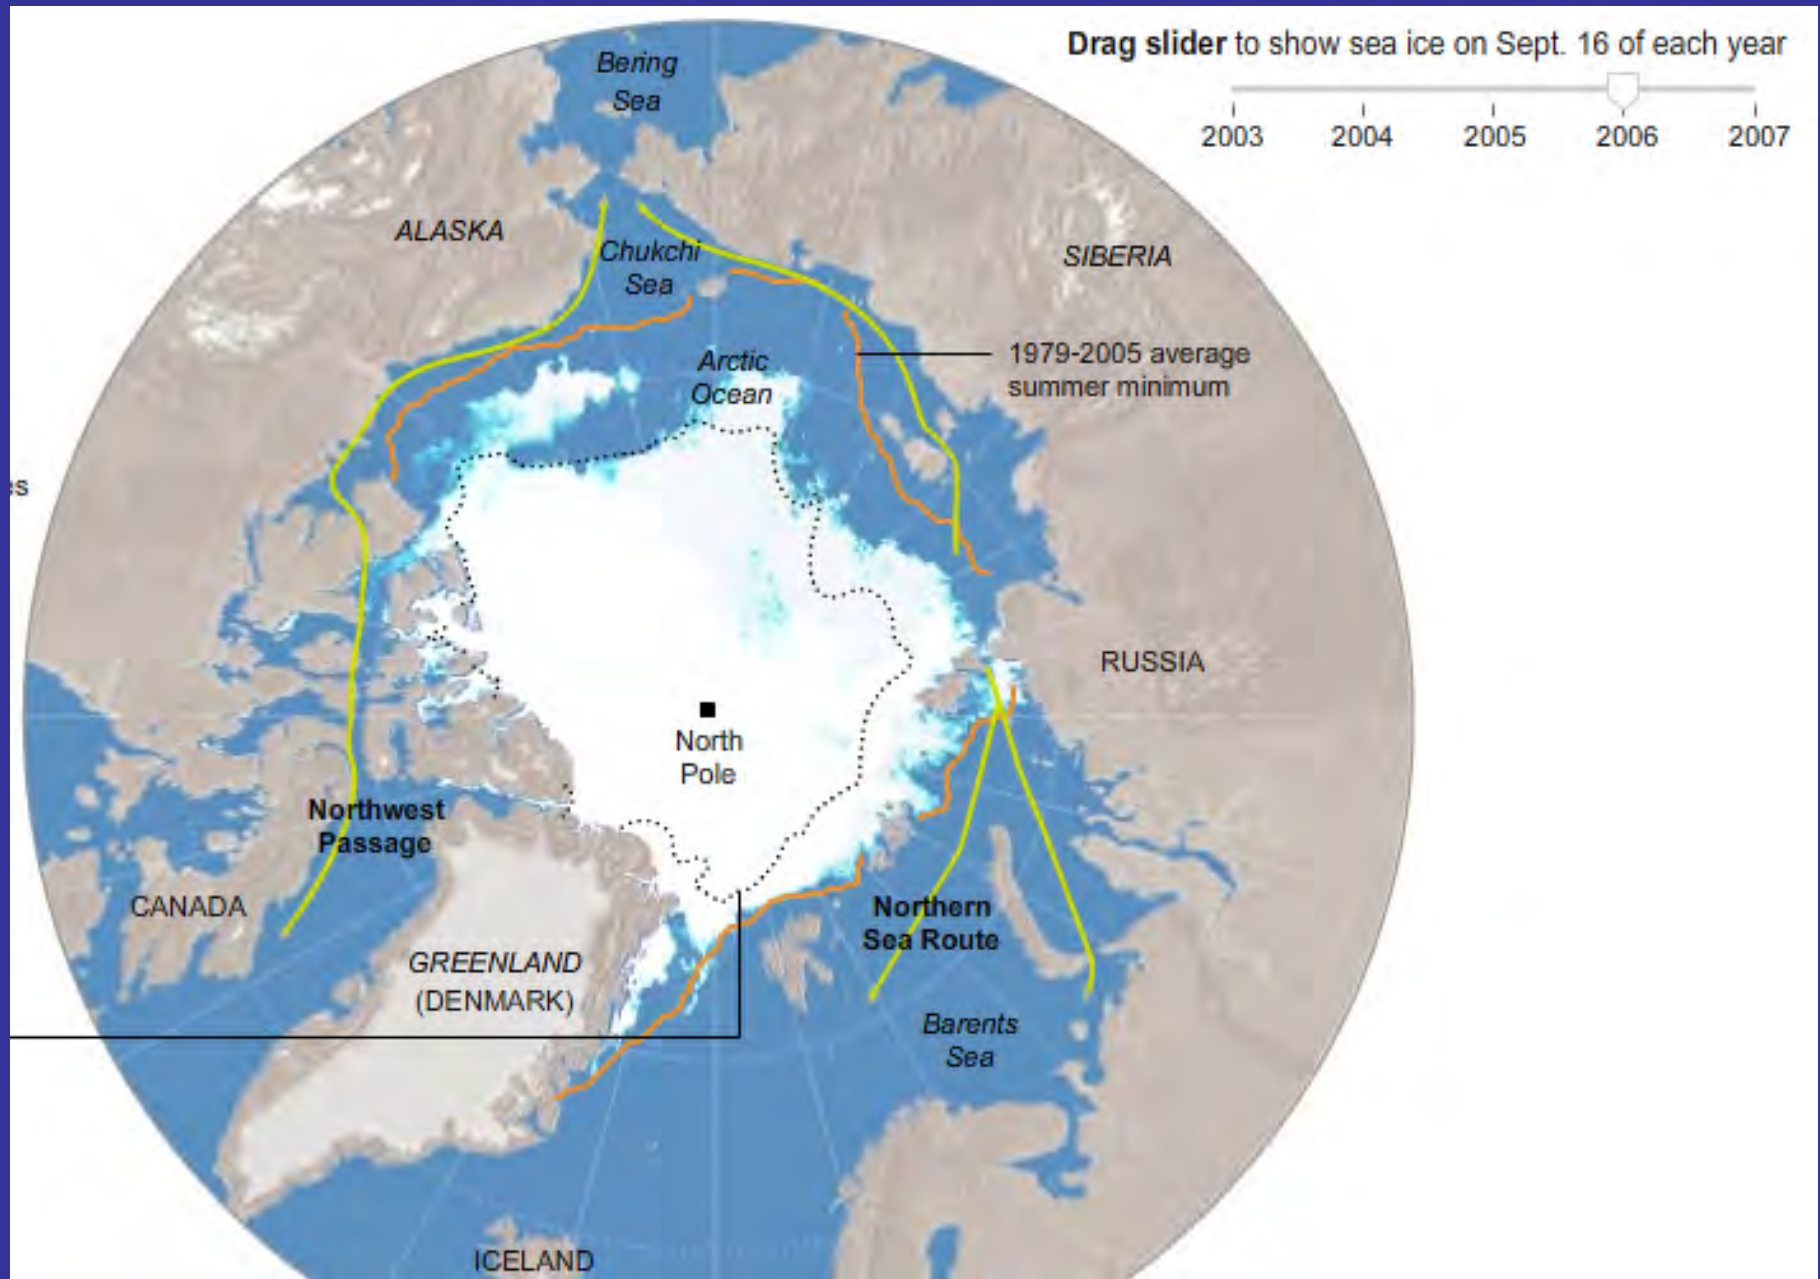 Drag slider to show sea ice on Sept. 16 of each year
2003 2004 2005 2006 2007
Bering
Sea
ALASKA
Chukchi
Sea
SIBERIA
Arctic
Ocean
1979-2005 average
summer minimum
RUSSIA
North
Pole
Northwest
Passage
CANADA
Northern
Sea Route
GREENLAND
(DENMARK)
Barents
Sea
ICELAND